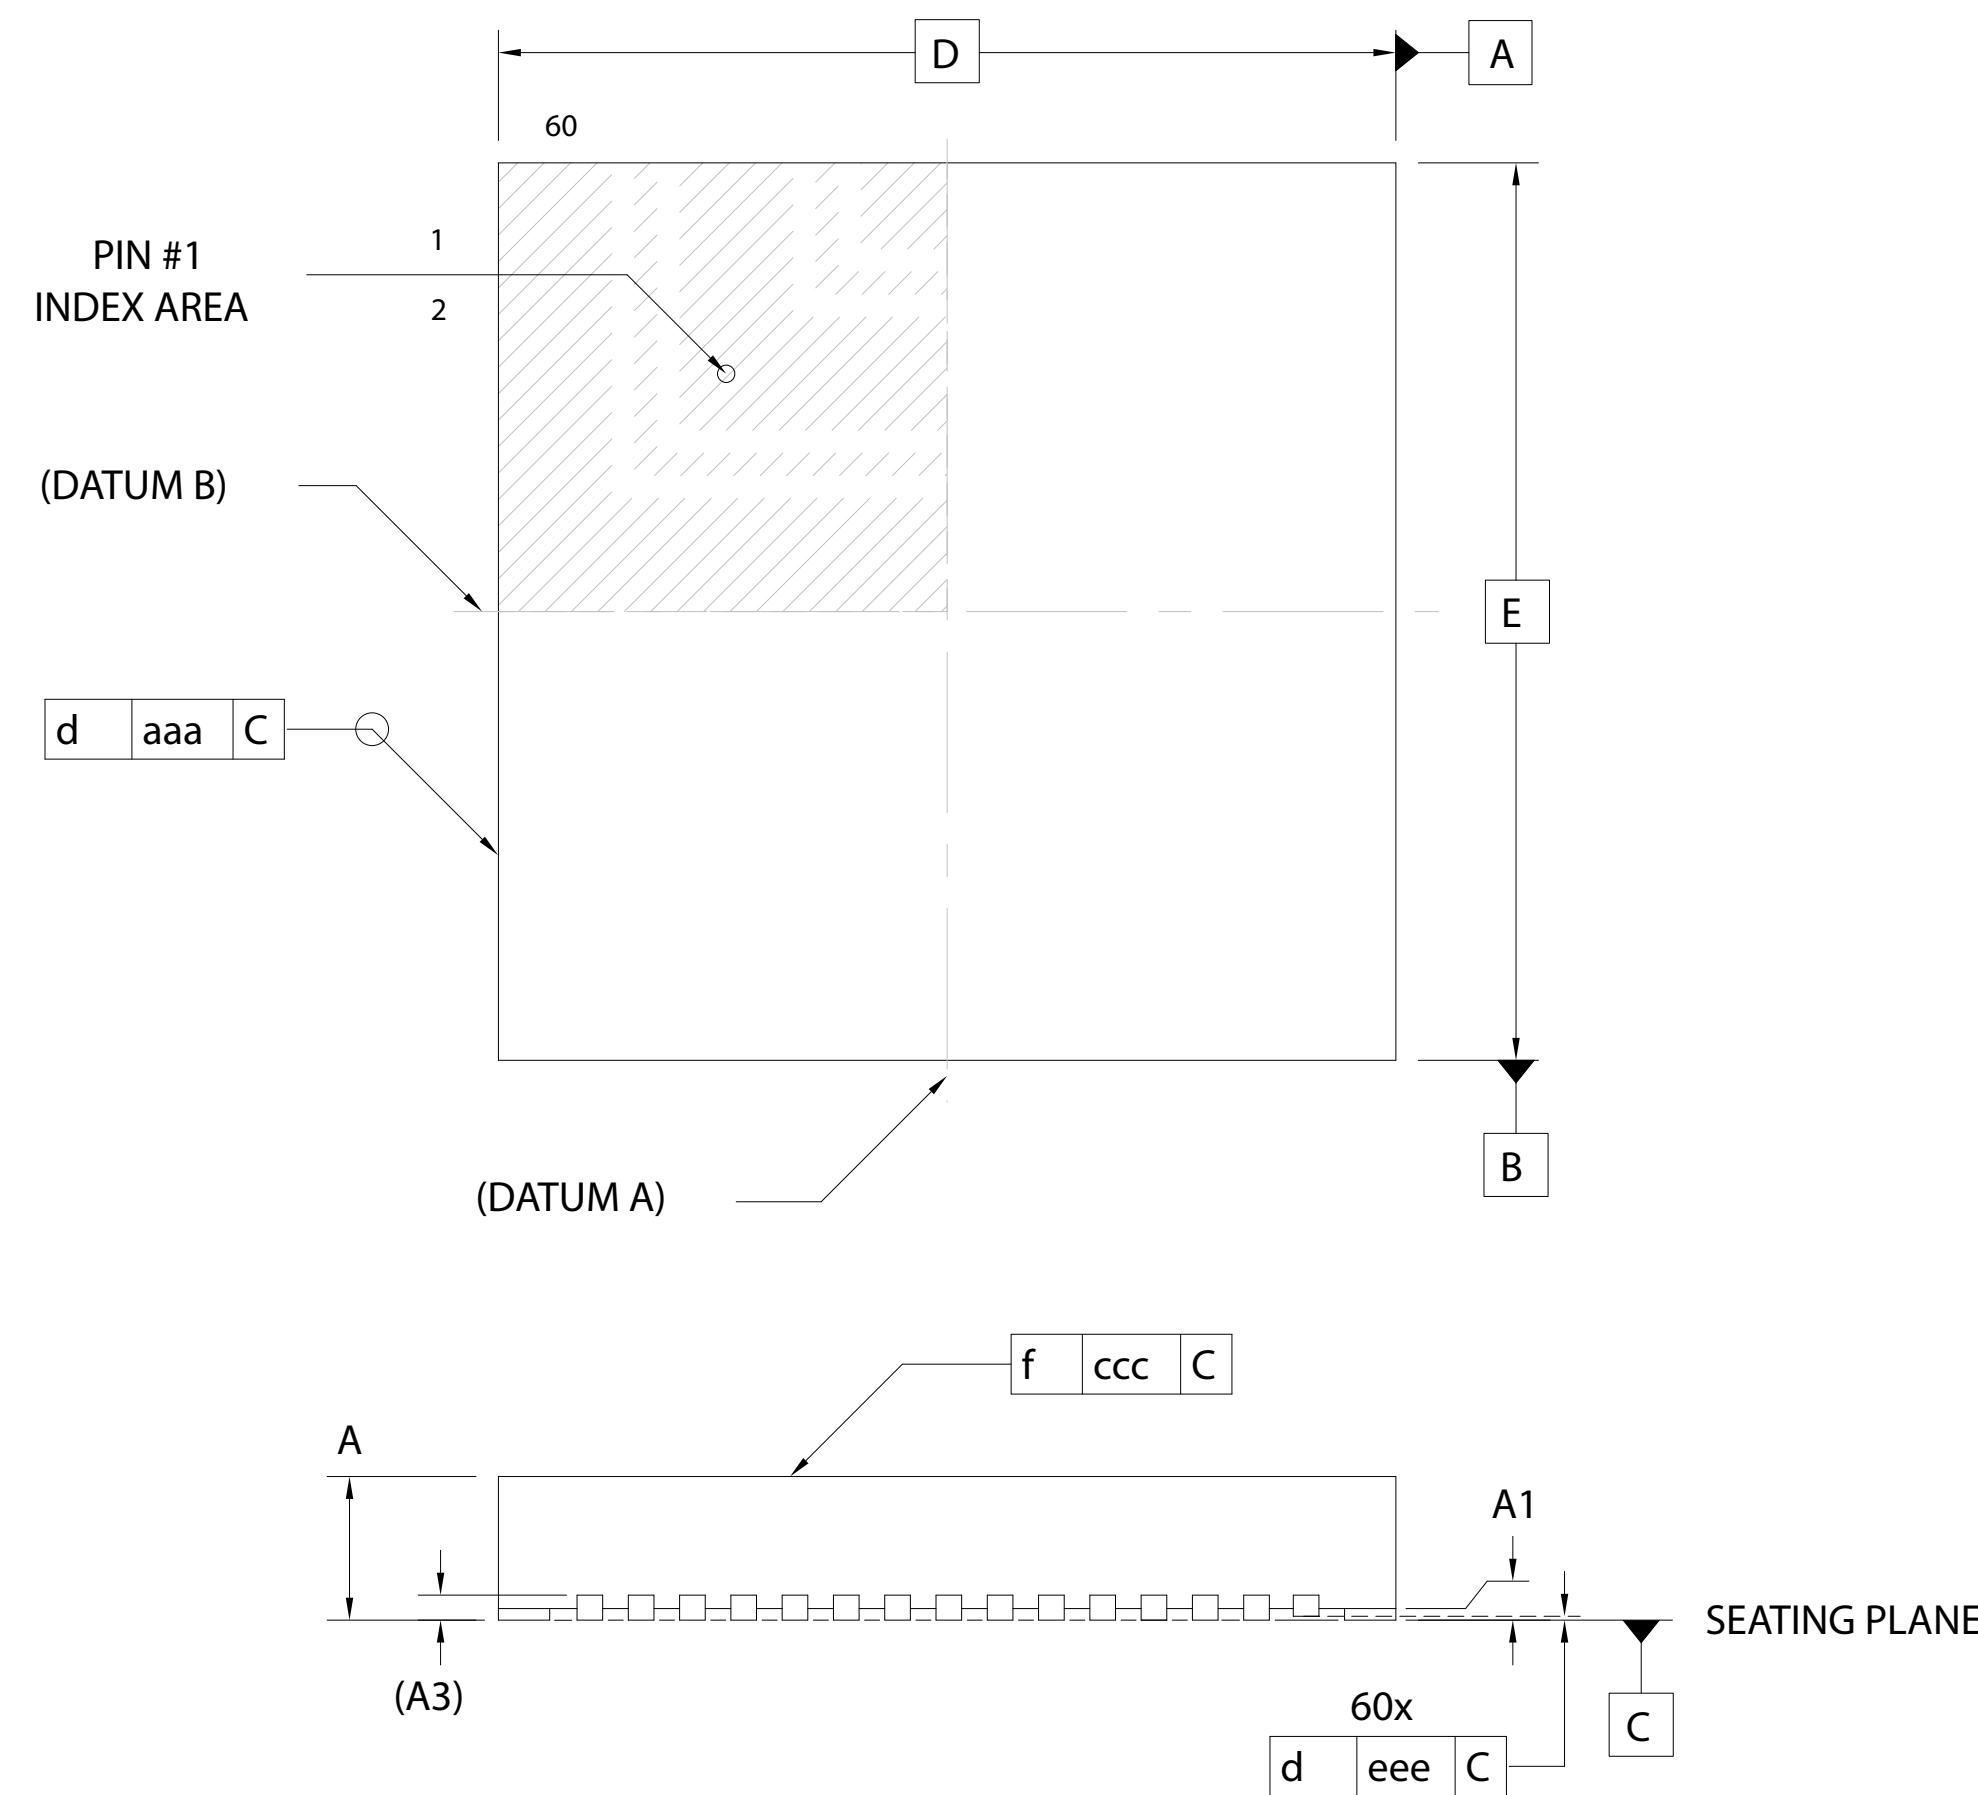 D
A
60
PIN #1
INDEX AREA
1
2
(DATUM B)
E
d aaa C
B
(DATUM A)
f ccc C
A
A1
SEATING PLANE
(A3)
60x
C
d eee C